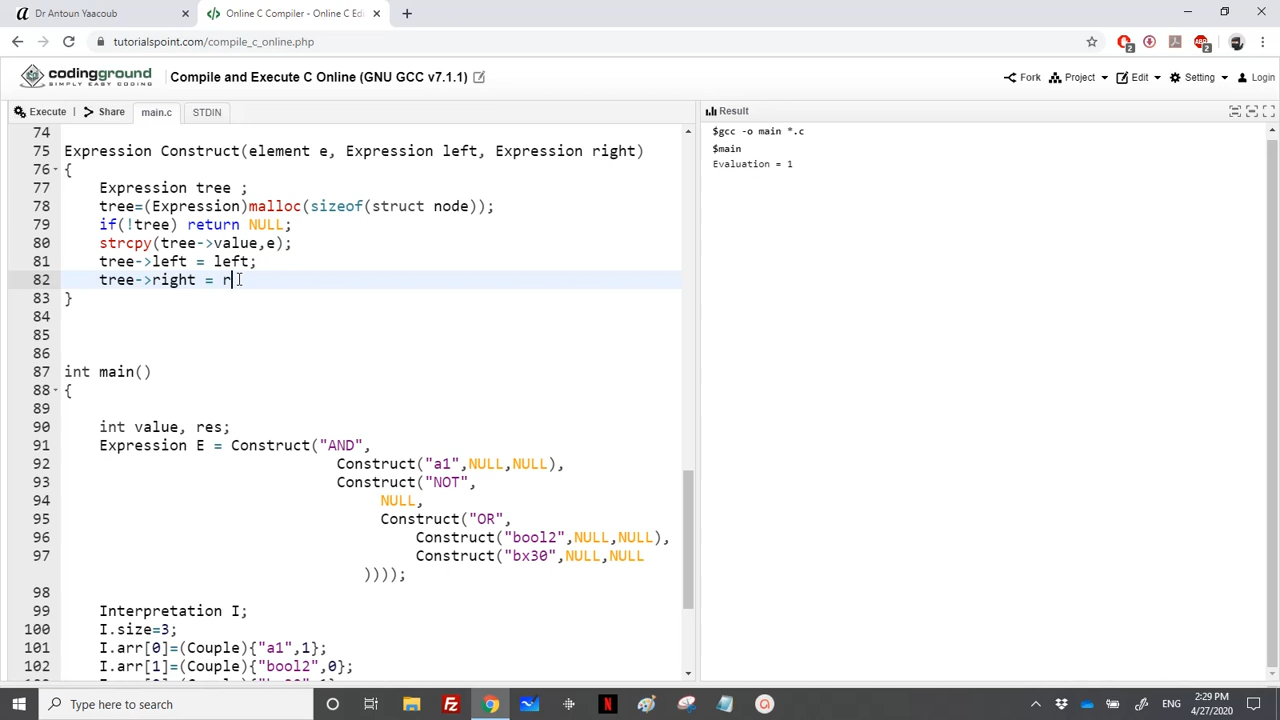 Dr Antoun Yaacoub
Online C Compiler - Online C Edi
tutorialspoint.com/compile_c_online.php
2
ABP
2
codingground
SIMPLY EASY CODING
Compile and Execute C Online (GNU GCC v7.1.1)
Fork
Project
Edit
Setting
Login
Execute
Share
main.c
STDIN
Result
74
75 Expression Construct(element e, Expression left, Expression right)
76 {
77 Expression tree ;
78 tree=(Expression)malloc(sizeof(struct node));
79 if(!tree) return NULL;
80 strcpy(tree->value,e);
81 tree->left = left;
82 tree->right = r
83 }
84
85
86
87 int main()
88 {
89
90 int value, res;
91 Expression E = Construct("AND",
92 Construct("a1",NULL,NULL),
93 Construct("NOT",
94 NULL,
95 Construct("OR",
96 Construct("bool2",NULL,NULL),
97 Construct("bx30",NULL,NULL
))));
98
99 Interpretation I;
100 I.size=3;
101 I.arr[0]=(Couple){"a1",1};
102 I.arr[1]=(Couple){"bool2",0};
$gcc -o main *.c
$main
Evaluation = 1
Type here to search
ENG
2:29 PM
4/27/2020